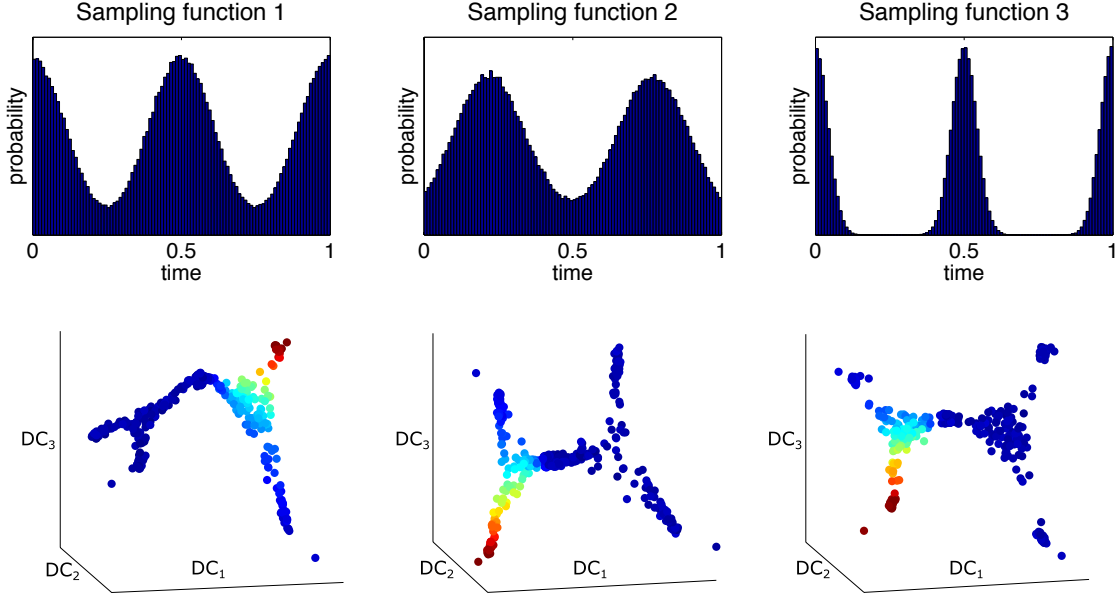 Sampling function 1
Sampling function 2
Sampling function 3
probability
0
0.5
1
time
probability
0
0.5
1
time
probability
0
0.5
1
time
DC3
DC2
DC1
DC3
DC2
DC1
DC3
DC2
DC1